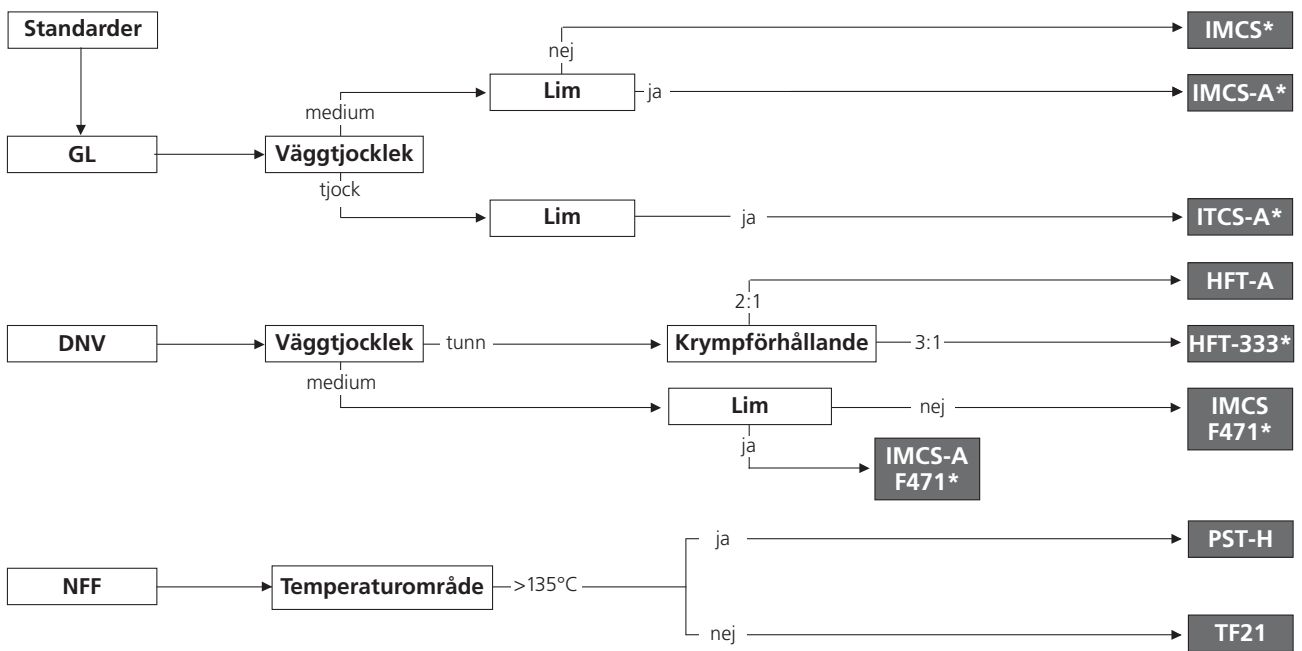 Standarder
IMCS*
nej
Lim
ja
IMCS-A*
medium
GL
Väggtjocklek
tjock
Lim
ja
ITCS-A*
HFT-A
2:1
DNV
Väggtjocklek
tunn
Krympförhållande
3:1
HFT-333*
medium
Lim
nej
IMCS
F471*
ja
IMCS-A
F471*
ja
PST-H
NFF
Temperaturområde
>135°C
nej
TF21